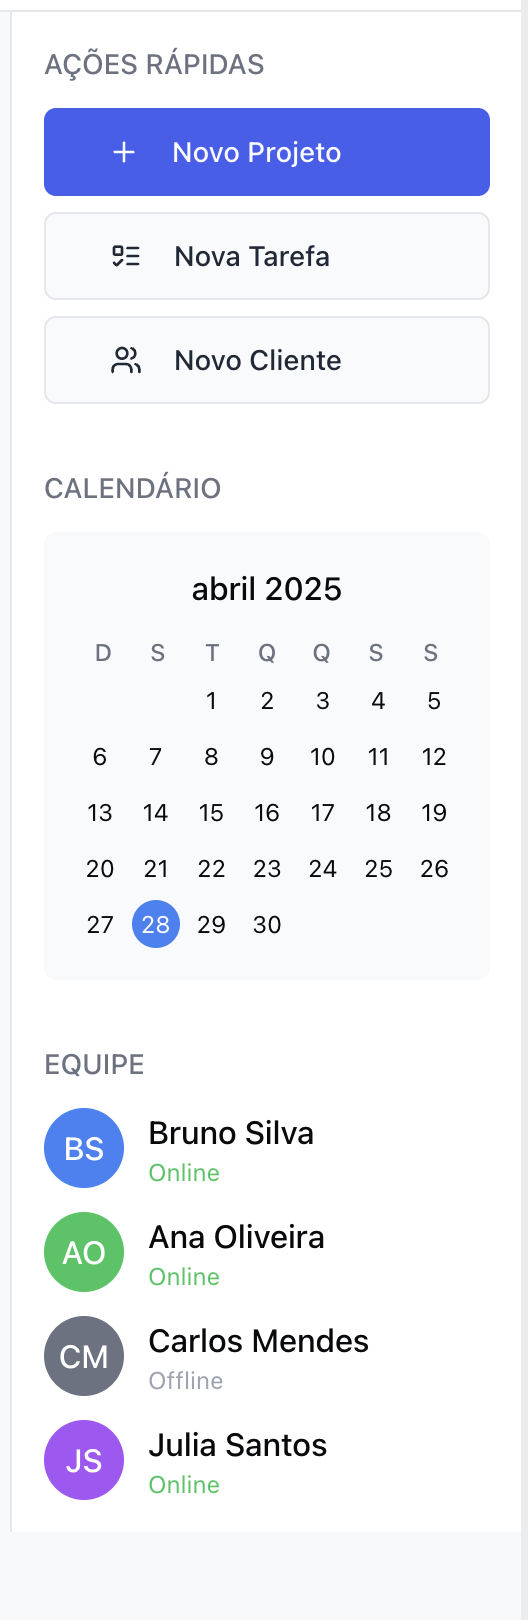 AÇÕES RÁPIDAS
Novo Projeto
Nova Tarefa
Novo Cliente
CALENDÁRIO
abril 2025
D S T Q Q S S
1 2 3 4 5
6 7 8 9 10 11 12
13 14 15 16 17 18 19
20 21 22 23 24 25 26
27 28 29 30
EQUIPE
BS Bruno Silva
Online
AO Ana Oliveira
Online
CM Carlos Mendes
Offline
JS Julia Santos
Online